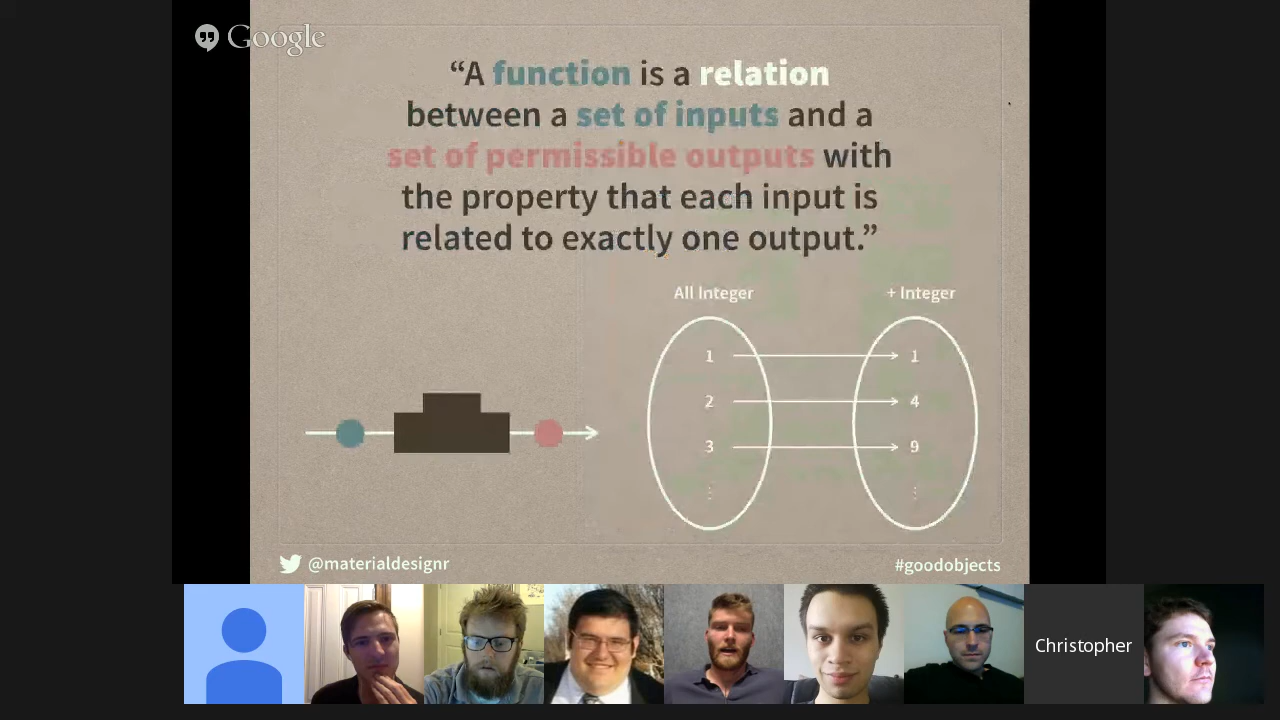 Google
“A function is a relation
between a set of inputs and a
set of permissible outputs with
the property that each input is
related to exactly one output.”
All Integer
+ Integer
1
1
2
4
3
9
⋮
⋮
@materialdesignr
#goodobjects
Christopher